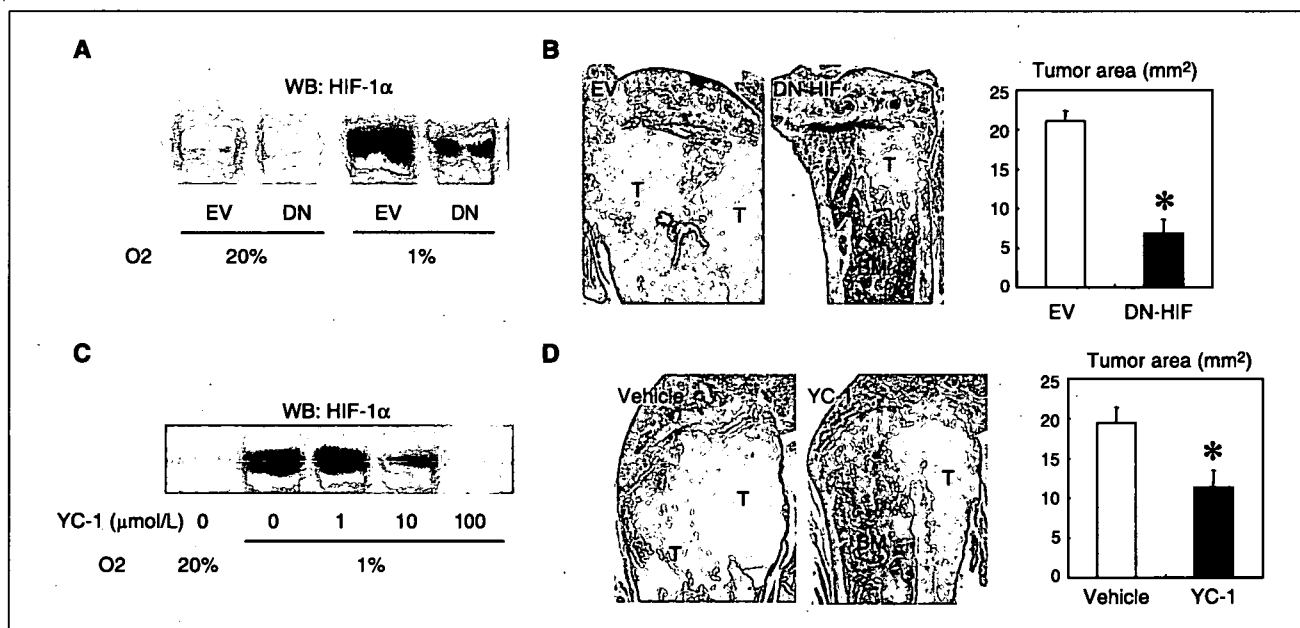 A
WB: HIF-1α
EV DN EV DN
O2 20% 1%
B
EV
T
T
DN-HIF
T
BM
Tumor area (mm²)
25
20
15
10
5
0
*
EV DN-HIF
C
WB: HIF-1α
YC-1 (μmol/L) 0 0 1 10 100
O2 20% 1%
D
Vehicle
T
T
YC-1
T
BM
Tumor area (mm²)
25
20
15
10
5
0
*
Vehicle YC-1